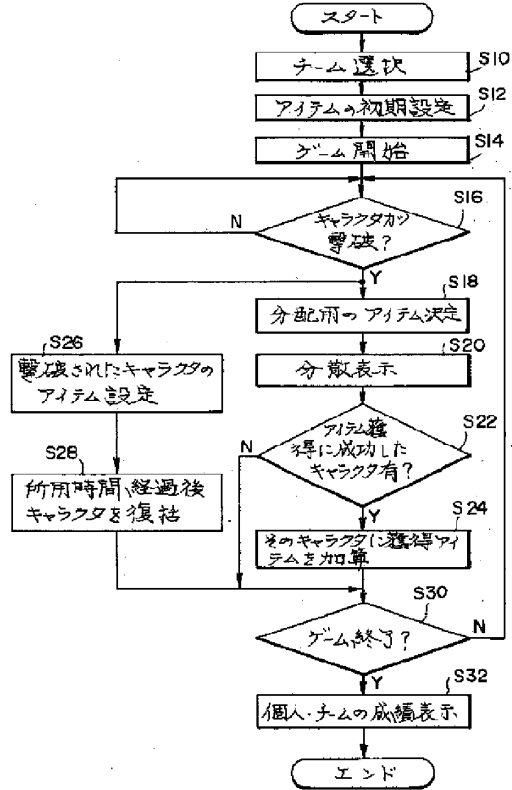 スタート
S10
チーム選択
S12
アイテムの初期設定
S14
ゲーム開始
S16
N
キャラクタが
撃破?
Y
S18
分配用のアイテム決定
S26
撃破されたキャラクタの
アイテム設定
S20
分散表示
S22
アイテム獲
得に成功した
キャラクタ有?
N
Y
S28
所用時間経過後
キャラクタを復活
S24
そのキャラクタに獲得アイ
テムを加算
S30
ゲーム終了?
N
Y
S32
個人・チームの成績表示
エンド